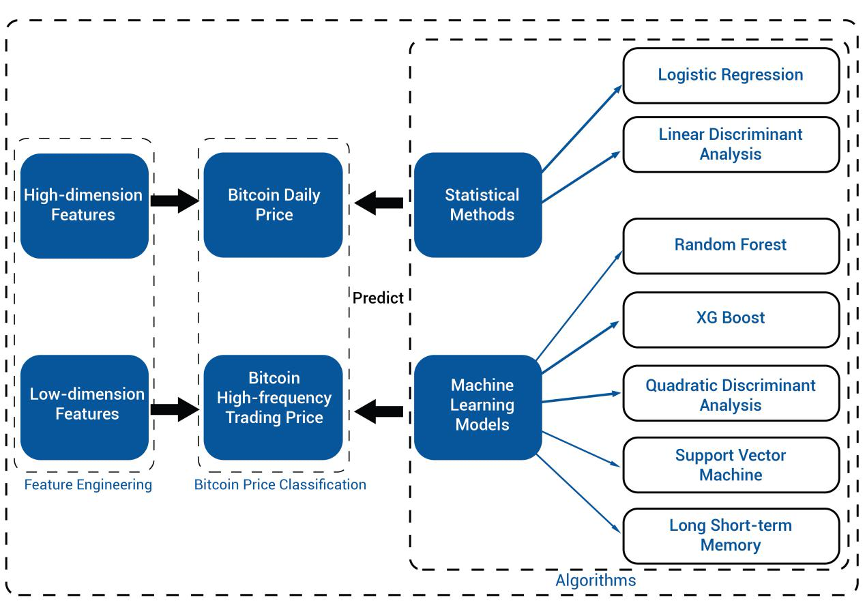 High-dimension
Features
Low-dimension
Features
Feature Engineering
Bitcoin Daily
Price
Bitcoin
High-frequency
Trading Price
Bitcoin Price Classification
Predict
Statistical
Methods
Machine
Learning
Models
Logistic Regression
Linear Discriminant
Analysis
Random Forest
XG Boost
Quadratic Discriminant
Analysis
Support Vector
Machine
Long Short-term
Memory
Algorithms